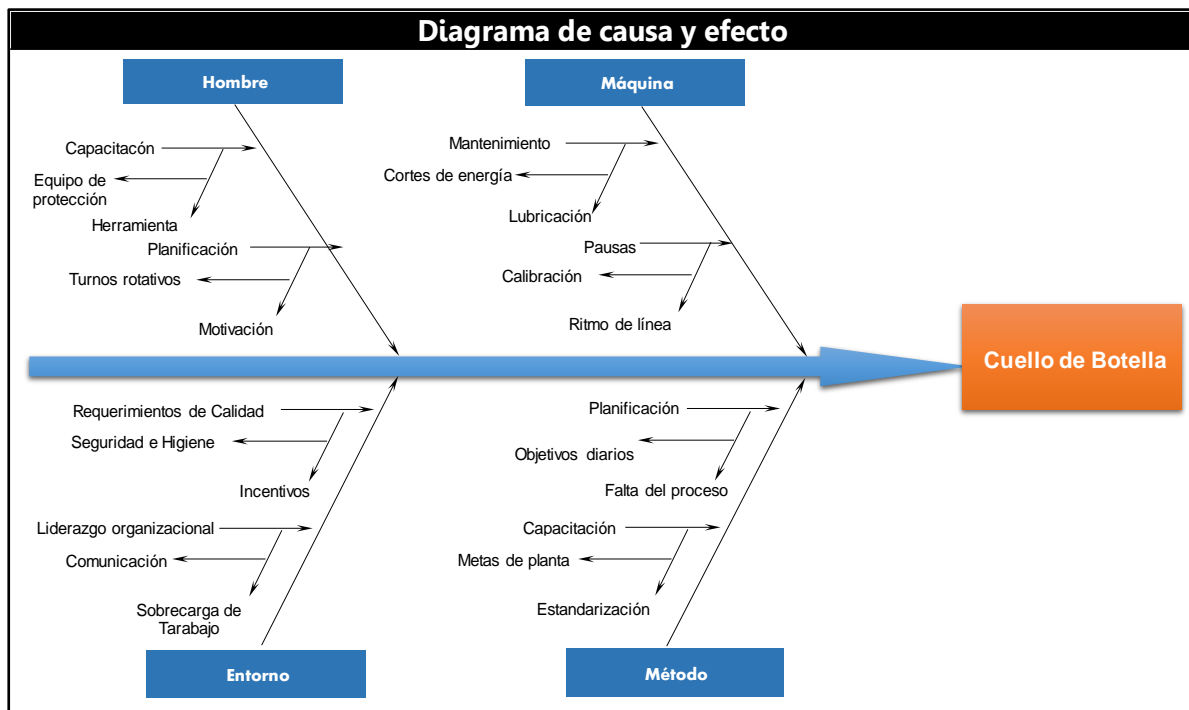 Diagrama de causa y efecto
Hombre
Máquina
Capacitacón
Equipo de
protección
Herramienta
Planificación
Turnos rotativos
Motivación
Mantenimiento
Cortes de energía
Lubricación
Pausas
Calibración
Ritmo de línea
Cuello de Botella
Requerimientos de Calidad
Seguridad e Higiene
Incentivos
Liderazgo organizacional
Comunicación
Sobrecarga de
Tarabajo
Planificación
Objetivos diarios
Falta del proceso
Capacitación
Metas de planta
Estandarización
Entorno
Método